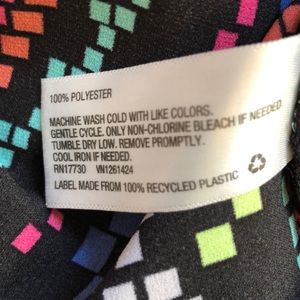 100% POLYESTER
MACHINE WASH COLD WITH LIKE COLORS.
GENTLE CYCLE. ONLY NON-CHLORINE BLEACH IF NEEDED.
TUMBLE DRY LOW. REMOVE PROMPTLY.
COOL IRON IF NEEDED.
RN17730 VN1261424
LABEL MADE FROM 100% RECYCLED PLASTIC